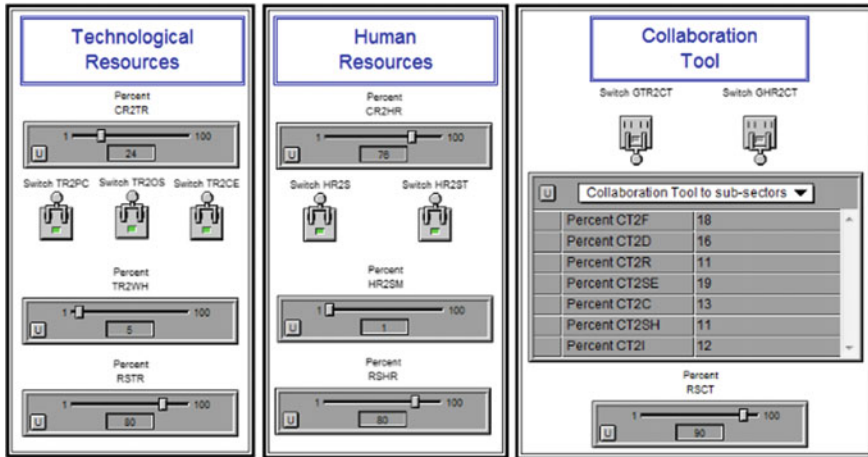 Technological
Resources
Percent
CR2TR
1 100
U 24
Switch TR2PC Switch TR2OS Switch TR2CE
Percent
TR2WH
1 100
U 5
Percent
RSTR
1 100
U 80
Human
Resources
Percent
CR2HR
1 100
U 76
Switch HR2S Switch HR2ST
Percent
HR2SM
1 100
U 1
Percent
RSHR
1 100
U 80
Collaboration
Tool
Switch GTR2CT Switch GHR2CT
U Collaboration Tool to sub-sectors
Percent CT2F 18
Percent CT2D 16
Percent CT2R 11
Percent CT2SE 19
Percent CT2C 13
Percent CT2SH 11
Percent CT2I 12
Percent
RSCT
1 100
U 90